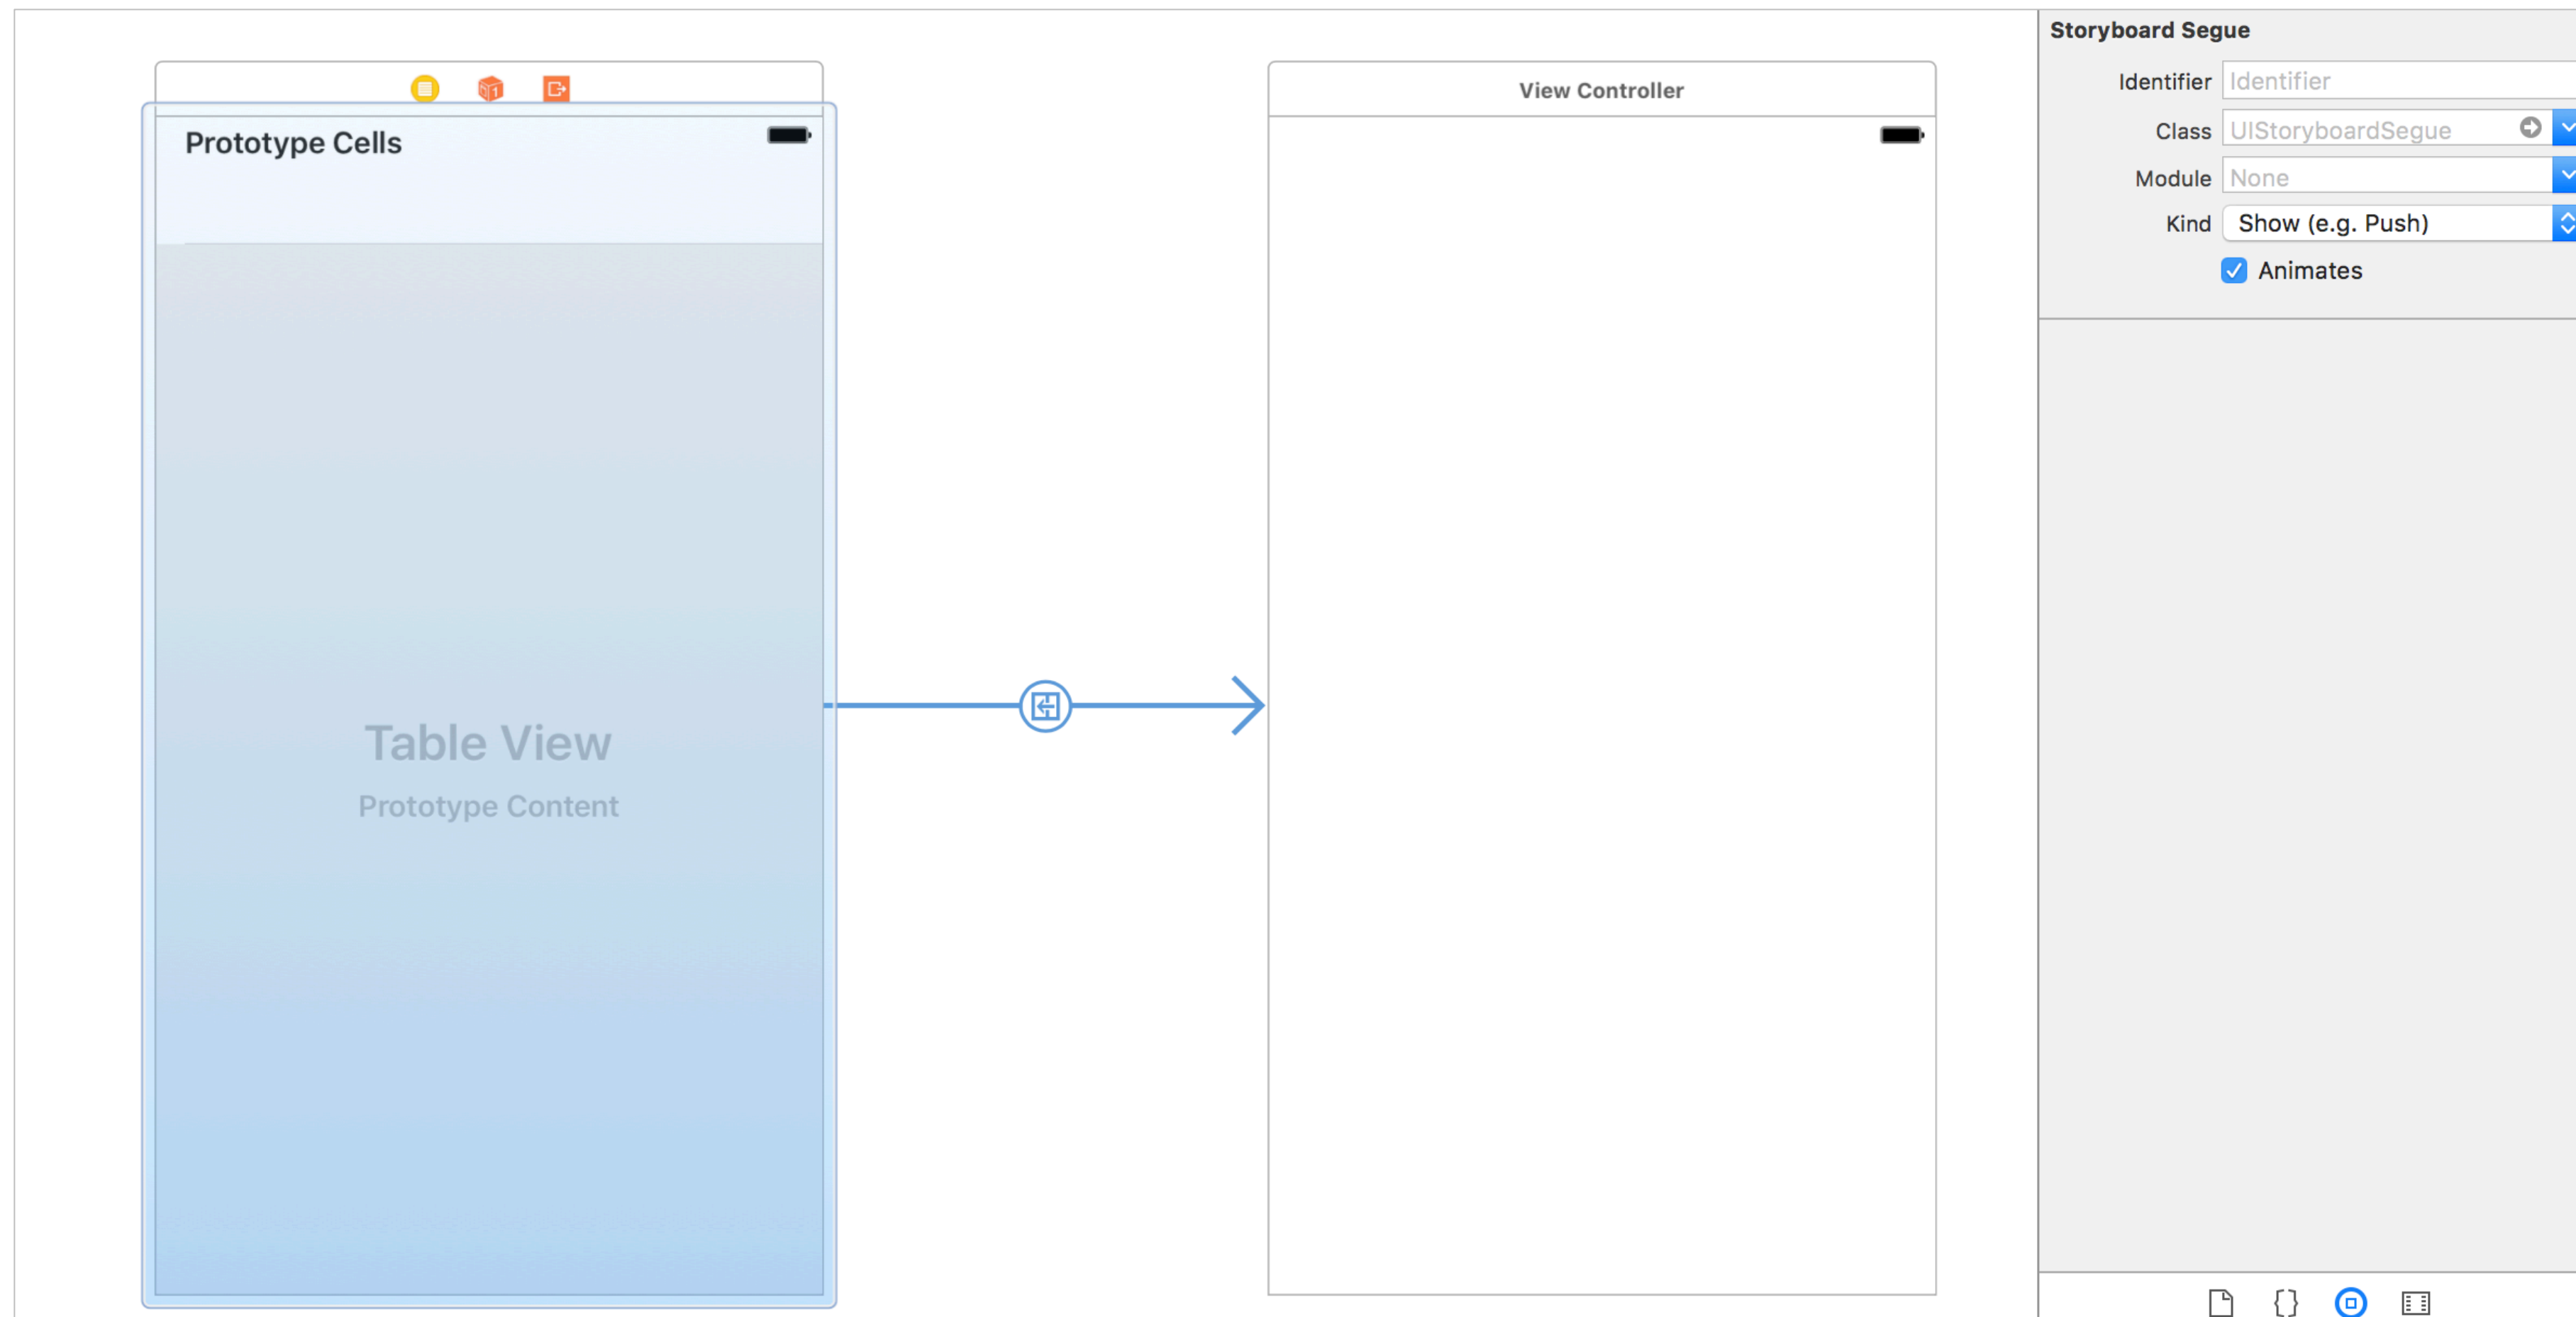 Prototype Cells
Table View
Prototype Content
View Controller
Storyboard Segue
Identifier Identifier
Class UIStoryboardSegue
Module None
Kind Show (e.g. Push)
Animates
{}